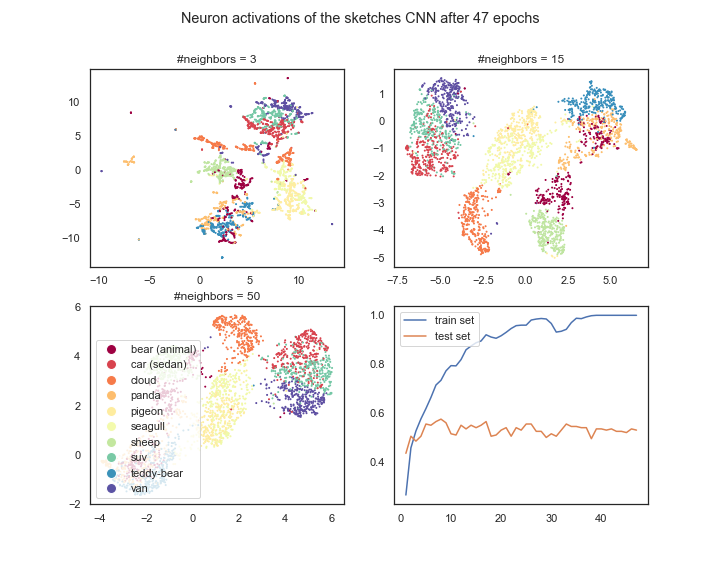 Neuron activations of the sketches CNN after 47 epochs
#neighbors = 3
10
5
0
−5
−10
−10 −5 0 5 10
#neighbors = 15
1
0
−1
−2
−3
−4
−5
−7.5 −5.0 −2.5 0.0 2.5 5.0
#neighbors = 50
6
4
2
0
−2
−4 −2 0 2 4 6
bear (animal)
car (sedan)
cloud
panda
pigeon
seagull
sheep
suv
teddy-bear
van
1.0
0.8
0.6
0.4
0 10 20 30 40
train set
test set